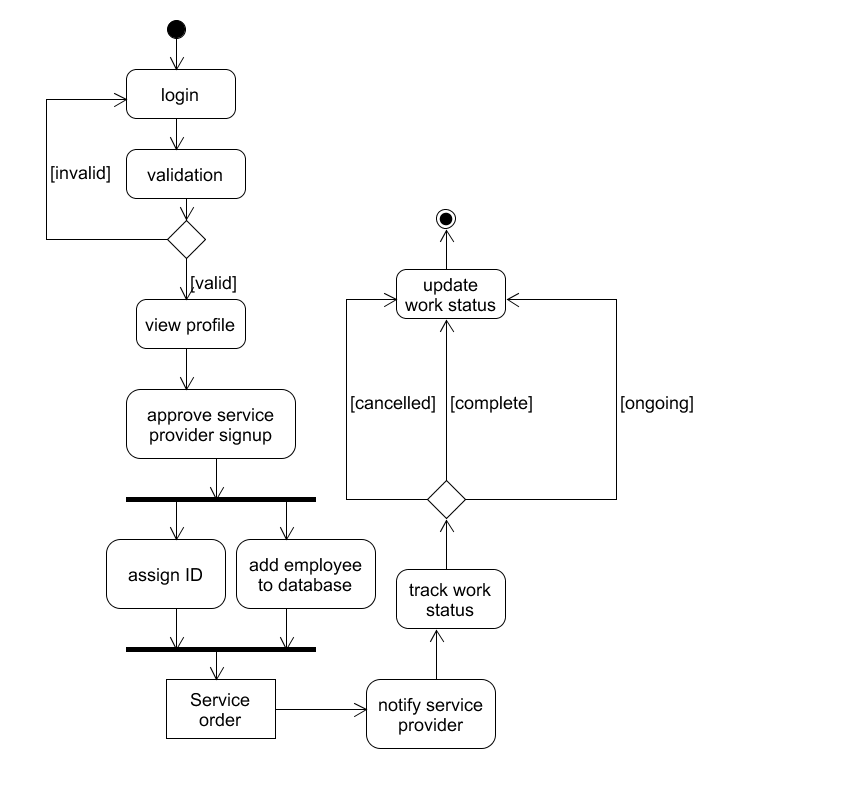 login
[invalid]
validation
[valid]
view profile
approve service
provider signup
assign ID
add employee
to database
Service
order
notify service
provider
track work
status
[cancelled]
[complete]
[ongoing]
update
work status